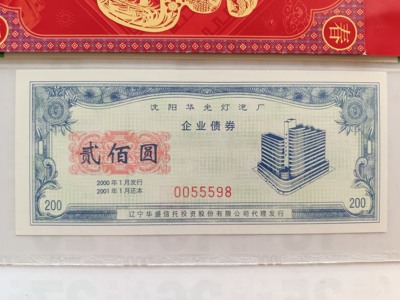 春
沈阳华光灯泡厂
企业债券
贰佰圆
2000年1月发行
2001年1月还本
0055598
200
200
辽宁华盛信托投资股份有限公司代理发行